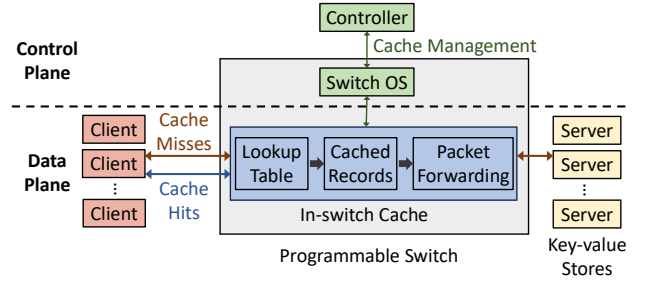 Controller
Cache Management
Control
Plane
Switch OS
Client
Cache
Misses
Client
Cache
Hits
⋮
Client
Data
Plane
Lookup
Table
Cached
Records
Packet
Forwarding
In-switch Cache
Programmable Switch
Server
Server
⋮
Server
Key-value
Stores